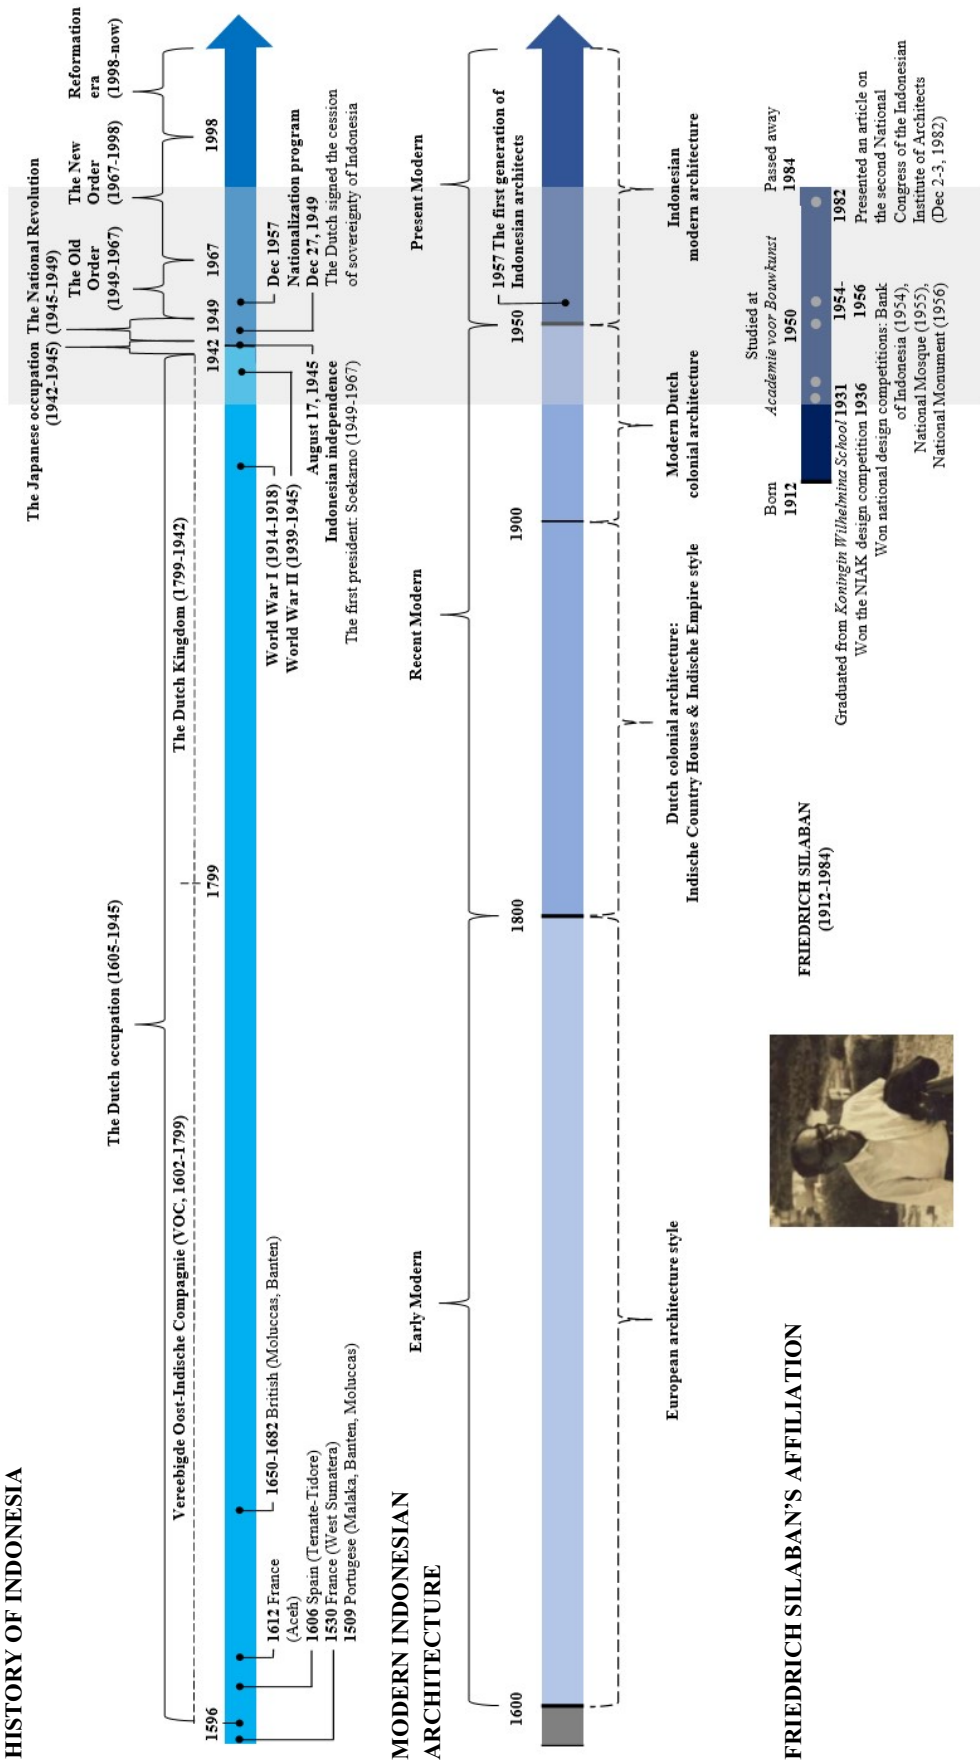 HISTORY OF INDONESIA
The Japanese occupation
(1942-1945)
The National Revolution
(1945-1949)
The Dutch occupation (1605-1945)
The Old
Order
(1949-1967)
The New
Order
(1967-1998)
Reformation
era
(1998-now)
Vereebigde Oost-Indische Compagnie (VOC, 1602-1799)
The Dutch Kingdom (1799-1942)
1596
1799
1942
1949
1967
1998
1612 France
(Aceh)
1606 Spain (Ternate-Tidore)
1530 France (West Sumatera)
1509 Portugese (Malaka, Banten, Moluccas)
1650-1682 British (Moluccas, Banten)
World War I (1914-1918)
World War II (1939-1945)
August 17, 1945
Indonesian independence
The first president: Soekarno (1949-1967)
Dec 1957
Nationalization program
Dec 27, 1949
The Dutch signed the cession
of sovereignty of Indonesia
MODERN INDONESIAN
ARCHITECTURE
Early Modern
Recent Modern
Present Modern
1600
1800
1900
1950
1957 The first generation of
Indonesian architects
European architecture style
Dutch colonial architecture:
Indische Country Houses & Indische Empire style
Modern Dutch
colonial architecture
Indonesian
modern architecture
FRIEDRICH SILABAN'S AFFILIATION
FRIEDRICH SILABAN
(1912-1984)
Born
1912
Studied at
Academie voor Bouwkunst
1950
Passed away
1984
Graduated from Koningin Wilhelmina School 1931
Won the NIAK design competition 1936
1954-
1956
Won national design competitions: Bank
of Indonesia (1954),
National Mosque (1955),
National Monument (1956)
1982
Presented an article on
the second National
Congress of the Indonesian
Institute of Architects
(Dec 2-3, 1982)